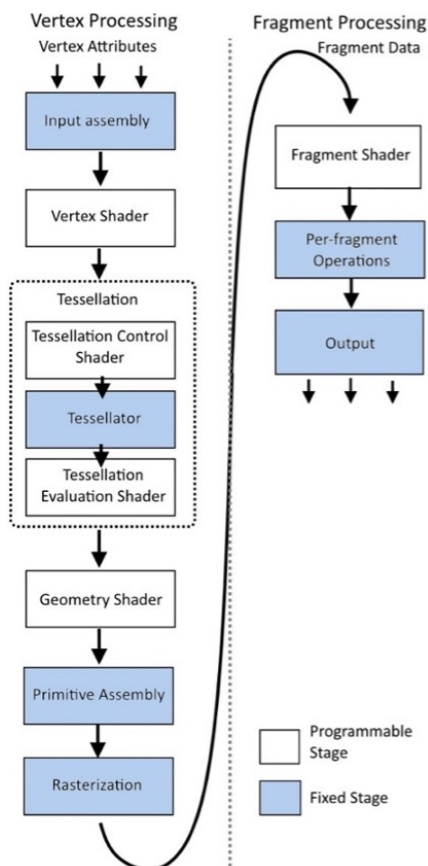 Vertex Processing
Vertex Attributes
Input assembly
Vertex Shader
Tessellation
Tessellation Control
Shader
Tessellator
Tessellation
Evaluation Shader
Geometry Shader
Primitive Assembly
Rasterization
Fragment Processing
Fragment Data
Fragment Shader
Per-fragment
Operations
Output
Programmable
Stage
Fixed Stage